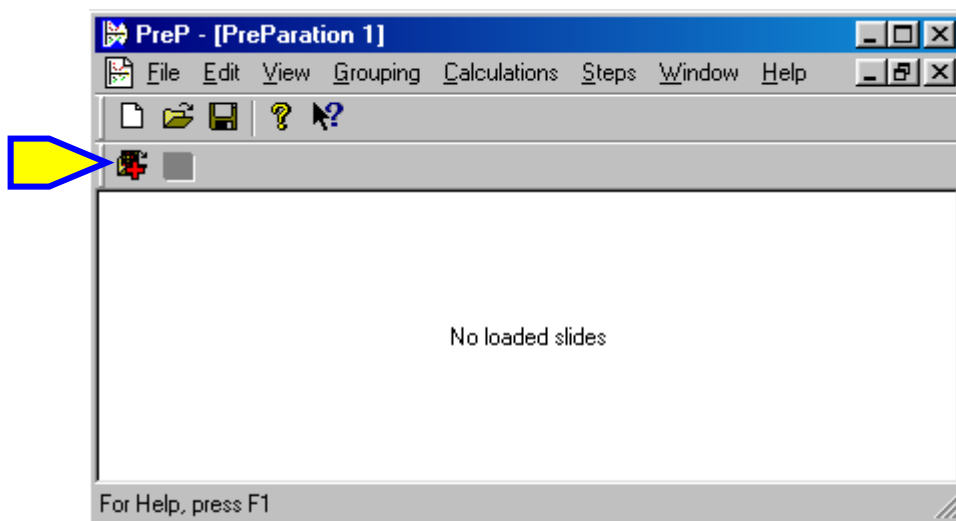 PreP - [PreParation 1]
File Edit View Grouping Calculations Steps Window Help
No loaded slides
For Help, press F1